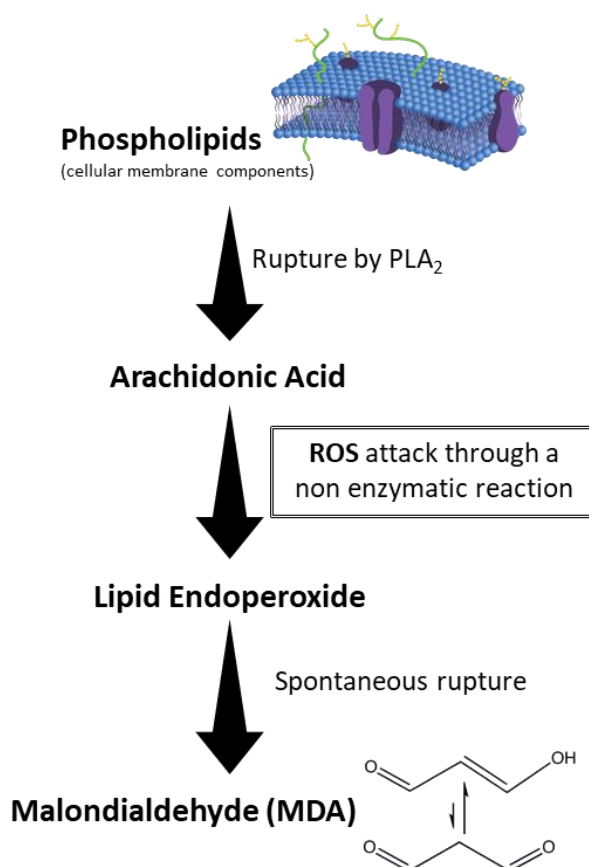 Phospholipids
(cellular membrane components)
Rupture by PLA₂
Arachidonic Acid
ROS attack through a
non enzymatic reaction
Lipid Endoperoxide
Spontaneous rupture
Malondialdehyde (MDA)
O
OH
O
O